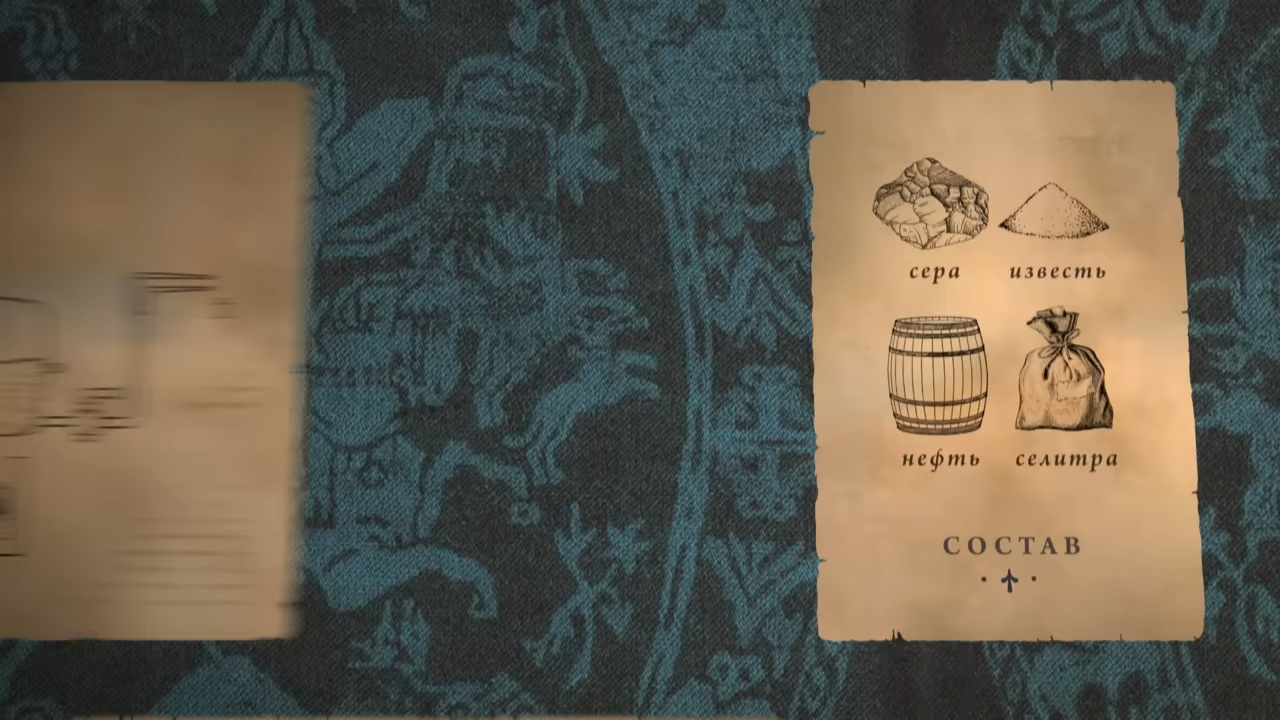 сера известь
нефть селитра
СОСТАВ